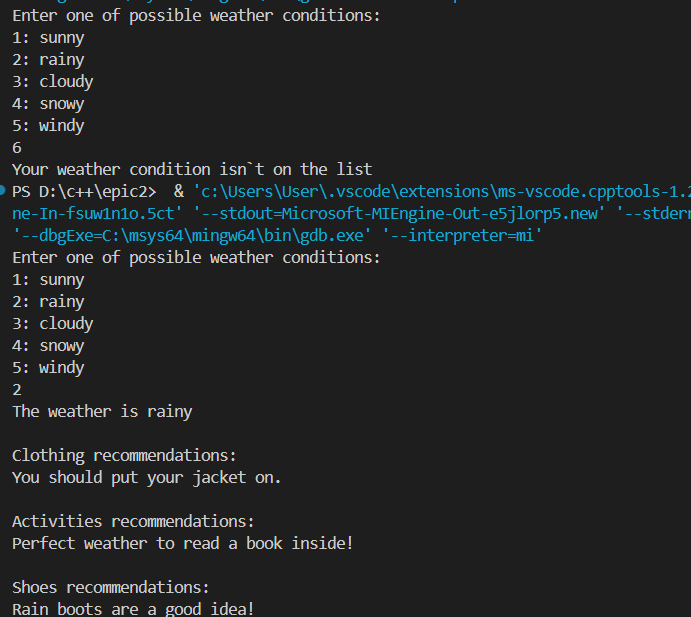 Enter one of possible weather conditions:
1: sunny
2: rainy
3: cloudy
4: snowy
5: windy
6
Your weather condition isn`t on the list
PS D:\c++\epic2>  & 'c:\Users\User\.vscode\extensions\ms-vscode.cpptools-1.2
ne-In-fsuw1n1o.5ct' '--stdout=Microsoft-MIEngine-Out-e5jlorp5.new' '--stderr
'--dbgExe=C:\msys64\mingw64\bin\gdb.exe' '--interpreter=mi'
Enter one of possible weather conditions:
1: sunny
2: rainy
3: cloudy
4: snowy
5: windy
2
The weather is rainy
Clothing recommendations:
You should put your jacket on.
Activities recommendations:
Perfect weather to read a book inside!
Shoes recommendations:
Rain boots are a good idea!